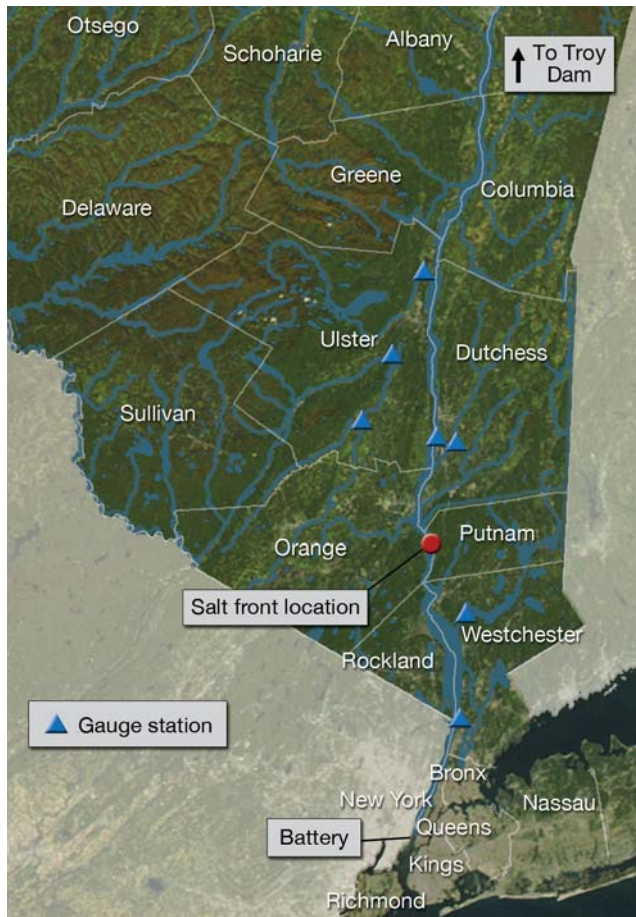 Otsego
Schoharie
Albany
To Troy
Dam
Greene
Columbia
Delaware
Ulster
Dutchess
Sullivan
Orange
Putnam
Salt front location
Westchester
Rockland
Gauge station
Bronx
New York
Nassau
Battery
Queens
Kings
Richmond